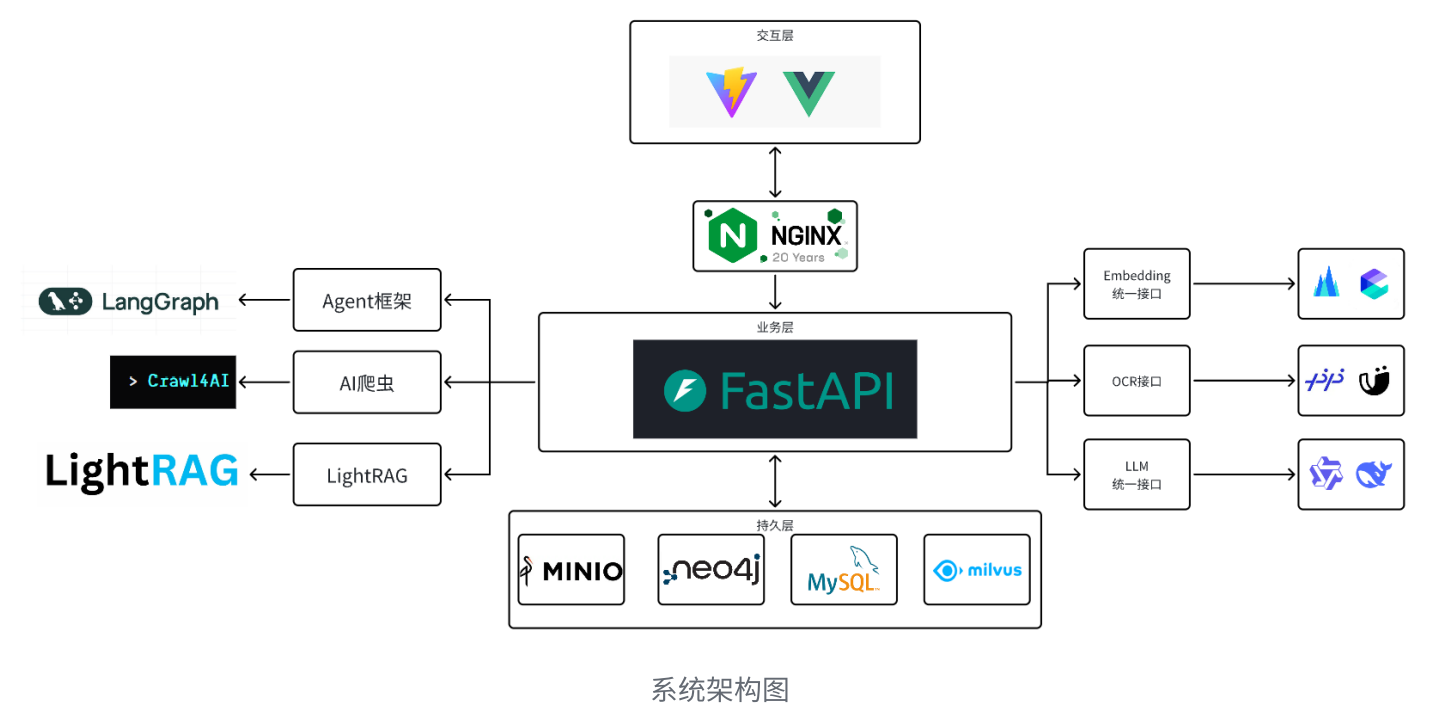 交互层
NGINX
20 Years
Embedding
统一接口
LangGraph
Agent框架
业务层
FastAPI
> Crawl4AI
AI爬虫
OCR接口
LightRAG
LightRAG
LLM
统一接口
持久层
MINIO
neo4j
MySQL
milvus
系统架构图